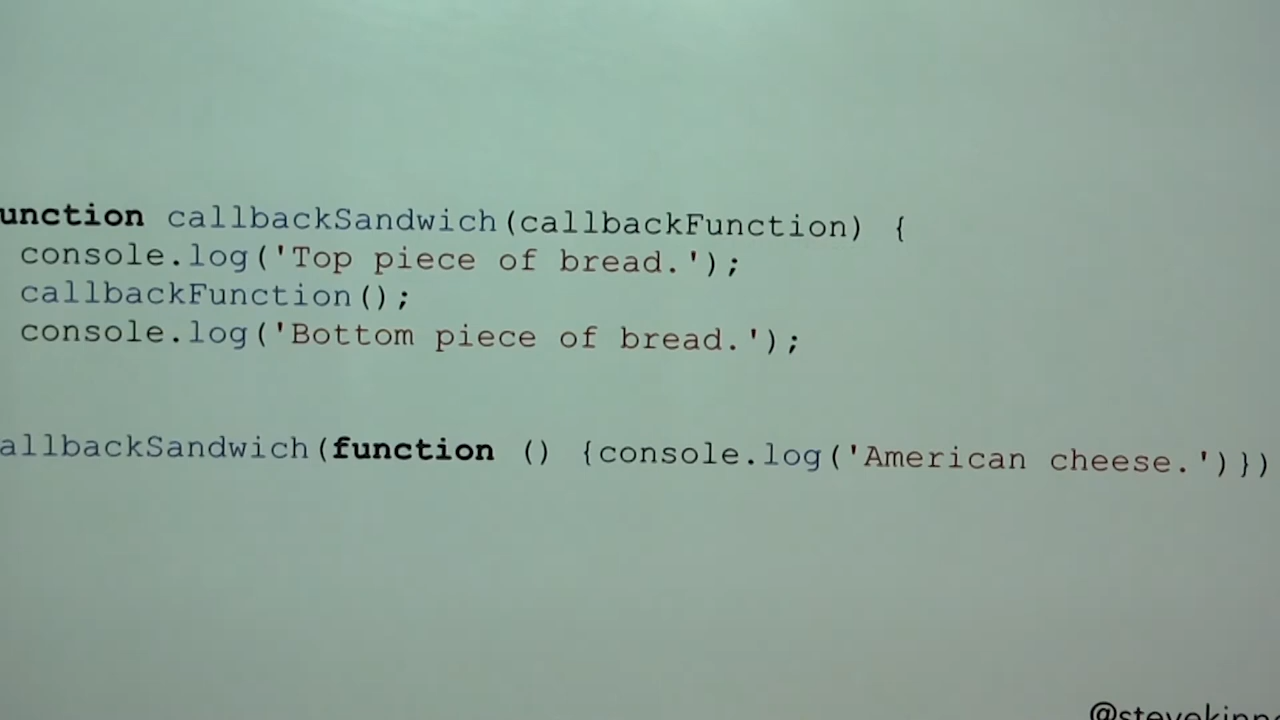 unction callbackSandwich(callbackFunction) {
console.log('Top piece of bread.');
callbackFunction();
console.log('Bottom piece of bread.');
allbackSandwich(function () {console.log('American cheese.')})